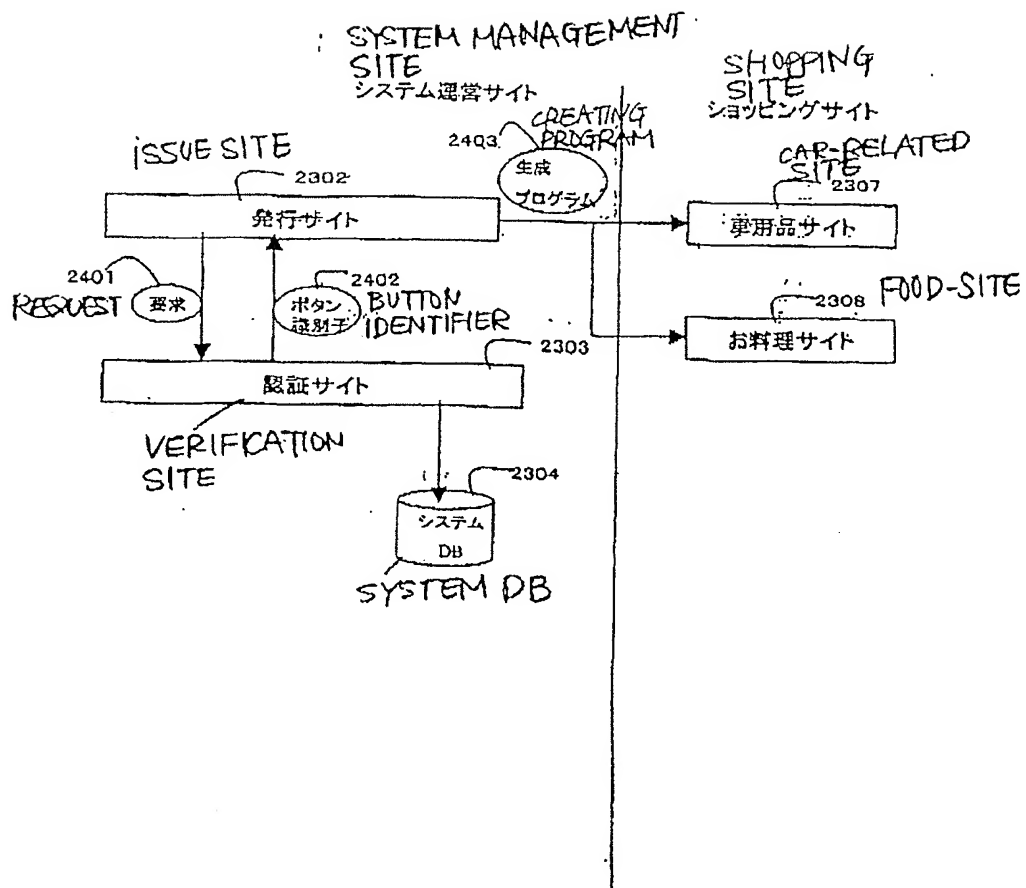 : SYSTEM MANAGEMENT
SITE
システム運営サイト
SHOPPING
SITE
ショッピングサイト
2403
CREATING
PROGRAM
生成
プログラム
ISSUE SITE
2302
発行サイト
CAR-RELATED
SITE
2307
車用品サイト
2401
REQUEST
要求
2402
ボタン
識別子
BUTTON
IDENTIFIER
2308
FOOD-SITE
お料理サイト
2303
認証サイト
VERIFICATION
SITE
2304
システム
DB
SYSTEM DB